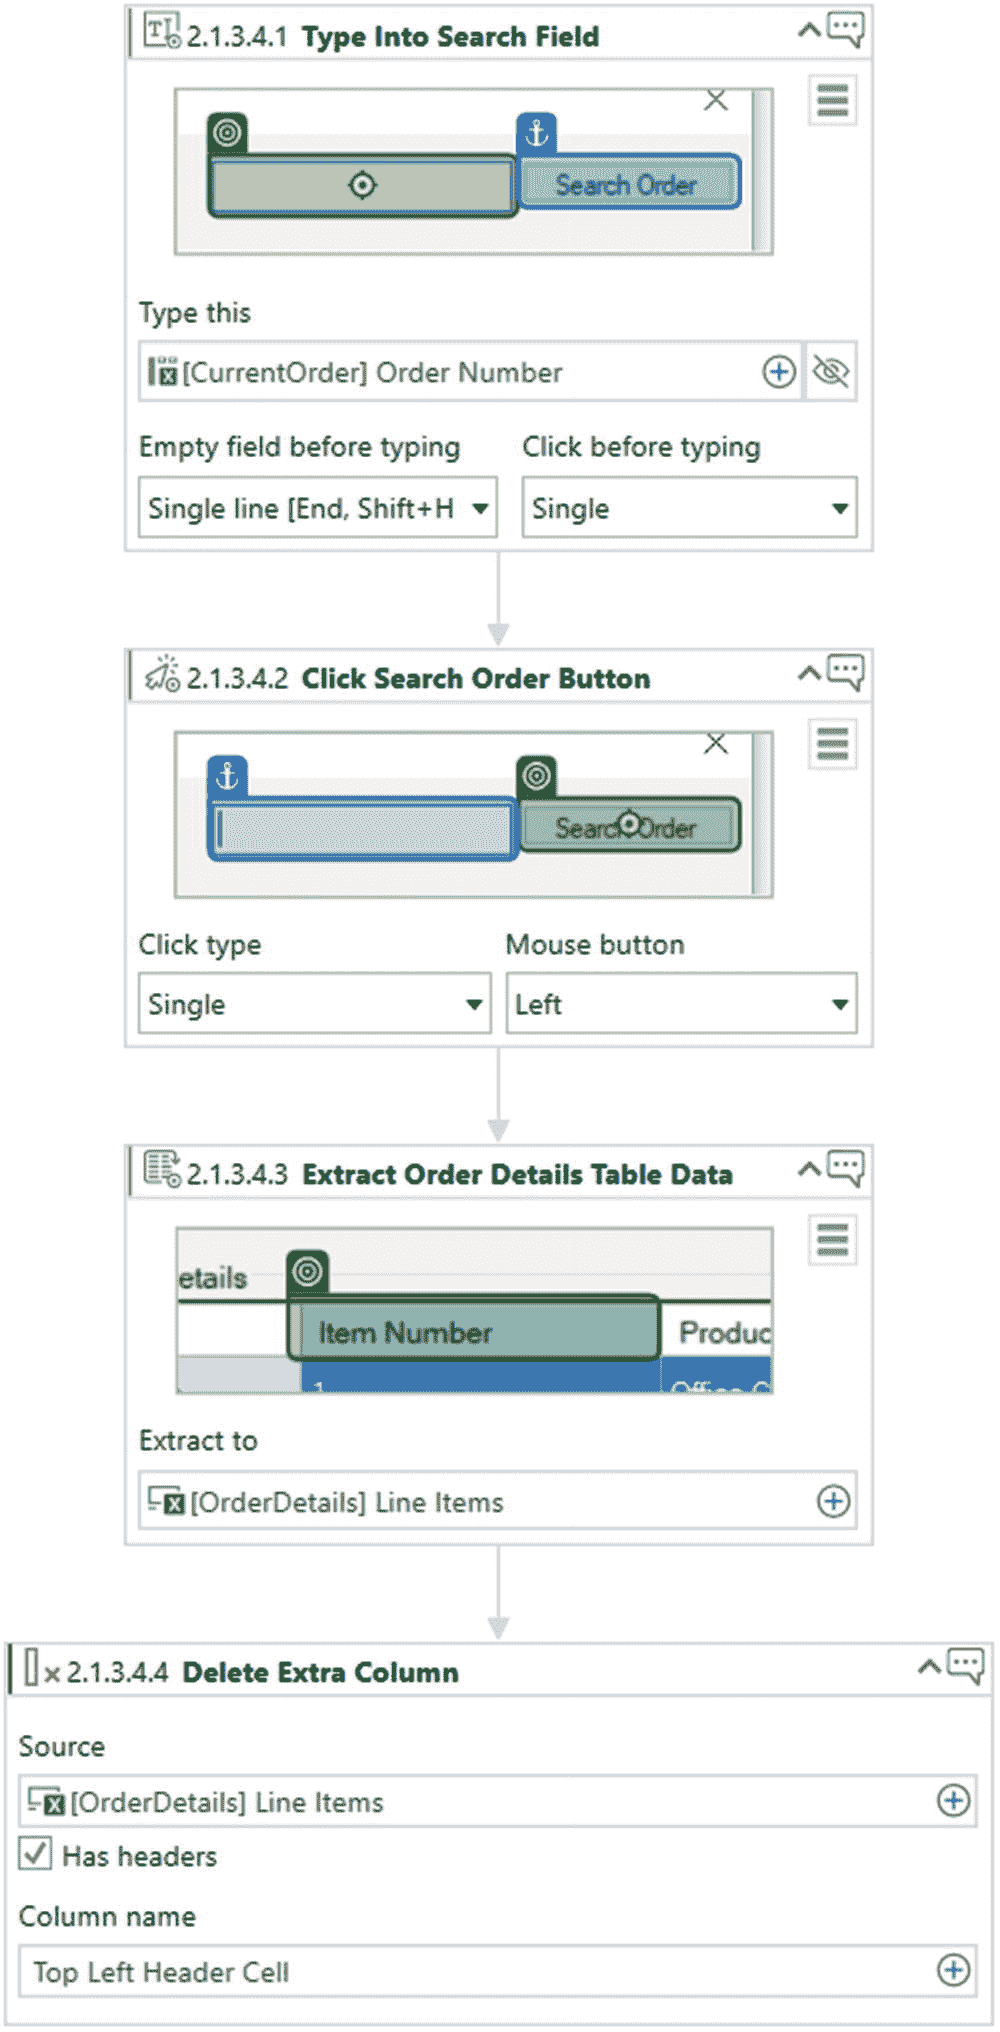 2.1.3.4.1 Type Into Search Field
Search Order
Type this
[CurrentOrder] Order Number
Empty field before typing Click before typing
Single line [End, Shift+H Single
2.1.3.4.2 Click Search Order Button
Search Order
Click type Mouse button
Single Left
2.1.3.4.3 Extract Order Details Table Data
etails
Item Number Produc
1 Office C
Extract to
[OrderDetails] Line Items
2.1.3.4.4 Delete Extra Column
Source
[OrderDetails] Line Items
Has headers
Column name
Top Left Header Cell